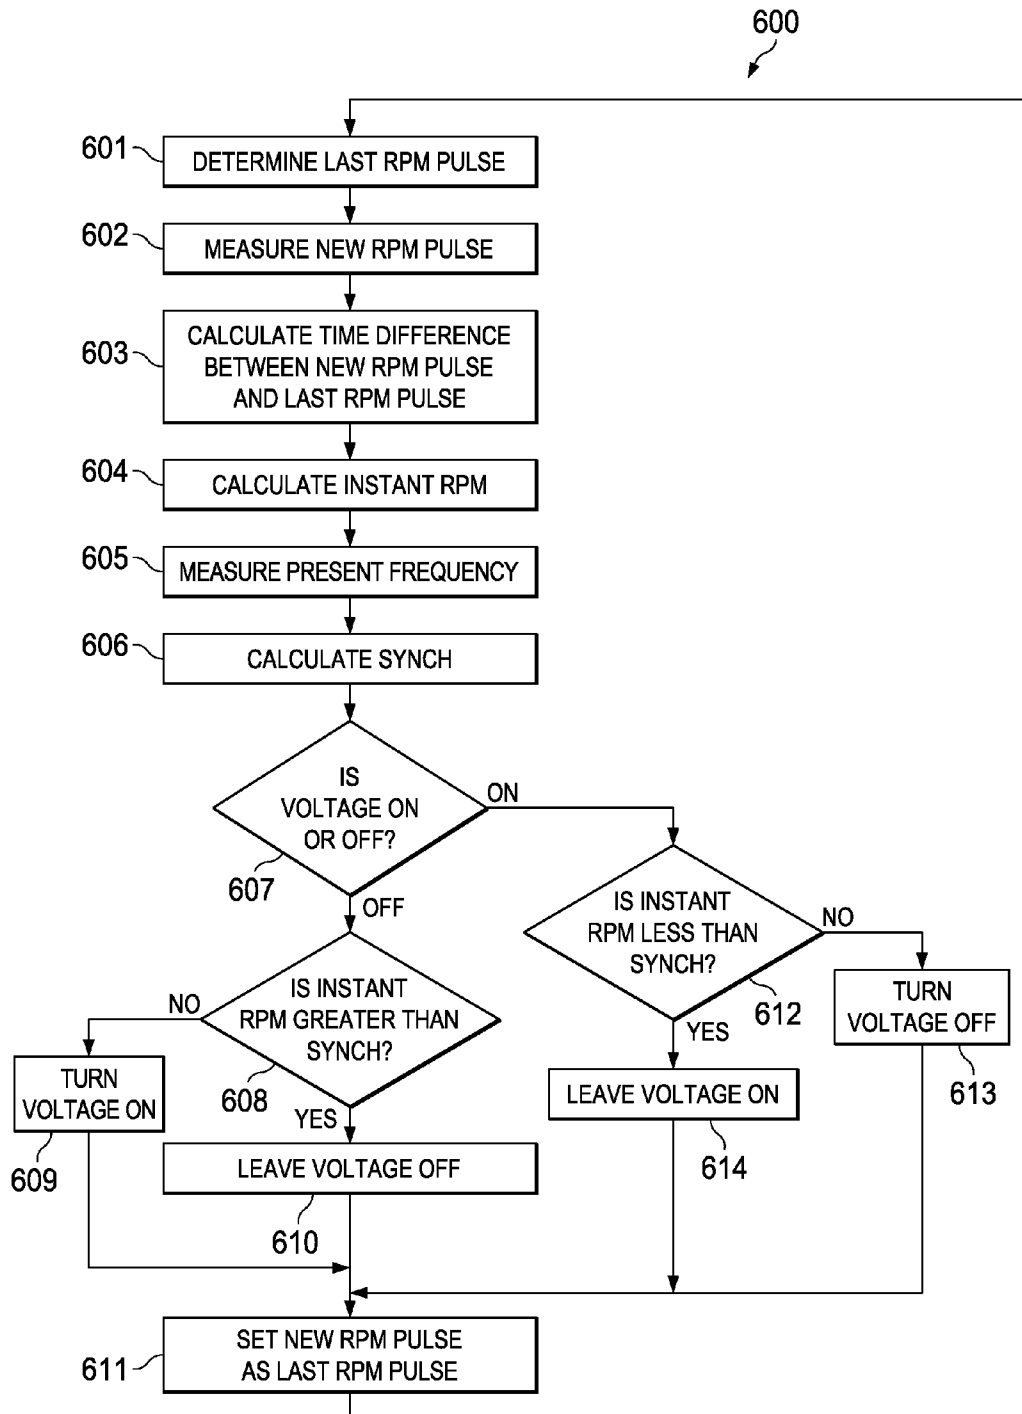 600
601
DETERMINE LAST RPM PULSE
602
MEASURE NEW RPM PULSE
603
CALCULATE TIME DIFFERENCE
BETWEEN NEW RPM PULSE
AND LAST RPM PULSE
604
CALCULATE INSTANT RPM
605
MEASURE PRESENT FREQUENCY
606
CALCULATE SYNCH
IS
VOLTAGE ON
OR OFF?
607
ON
OFF
IS INSTANT
RPM GREATER THAN
SYNCH?
608
NO
TURN
VOLTAGE ON
609
YES
LEAVE VOLTAGE OFF
610
IS INSTANT
RPM LESS THAN
SYNCH?
612
NO
TURN
VOLTAGE OFF
613
YES
LEAVE VOLTAGE ON
614
611
SET NEW RPM PULSE
AS LAST RPM PULSE